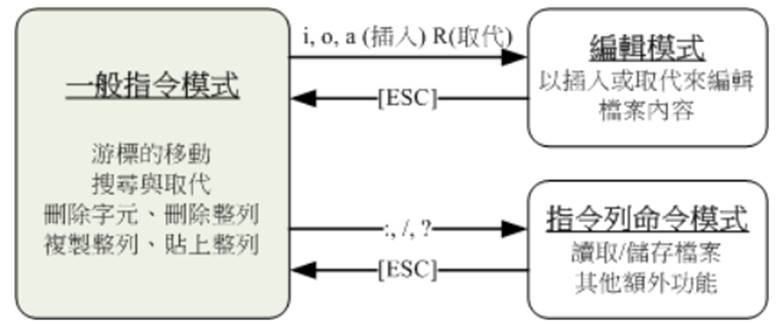 一般指令模式
游標的移動
搜尋與取代
刪除字元、刪除整列
複製整列、貼上整列
i, o, a (插入) R(取代)
[ESC]
:, /, ?
[ESC]
編輯模式
以插入或取代來編輯
檔案內容
指令列命令模式
讀取/儲存檔案
其他額外功能